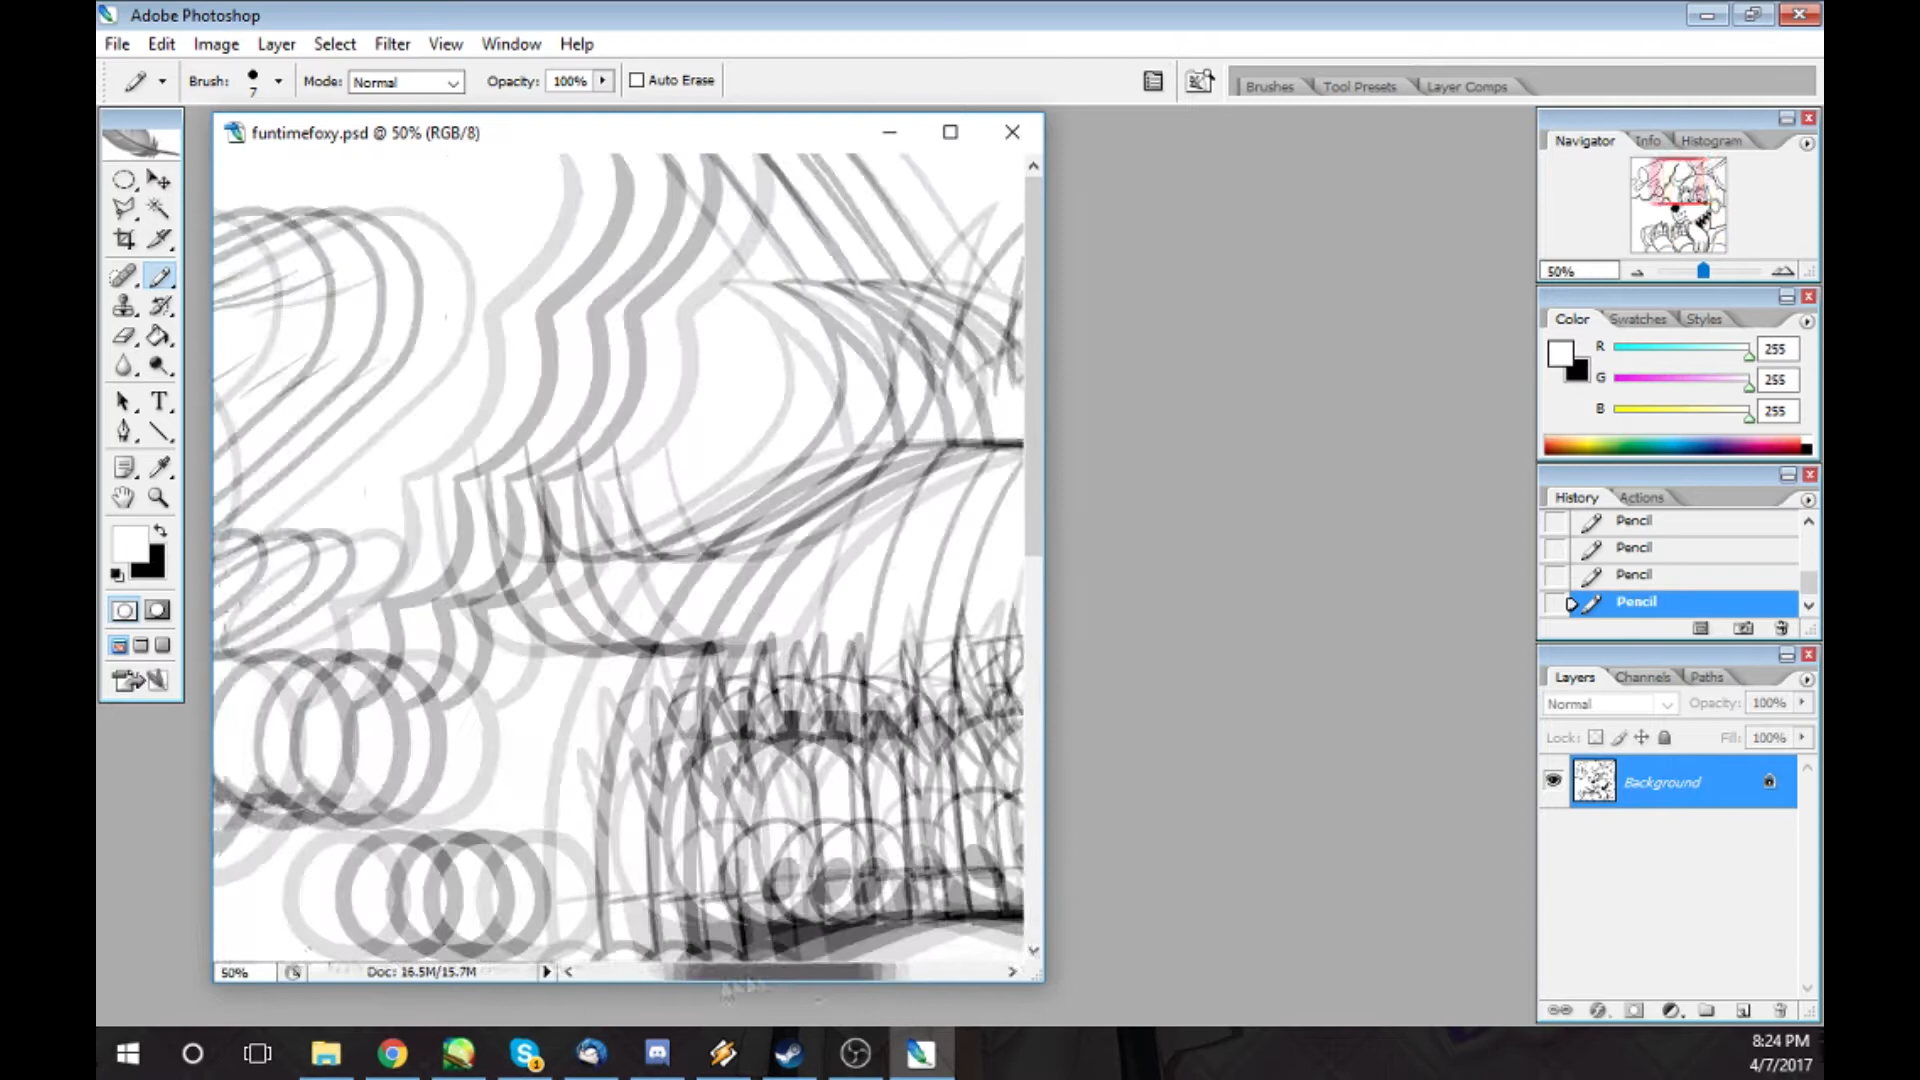 Adobe Photoshop
File Edit Image Layer Select Filter View Window Help
Brush: 7 Mode: Normal Opacity: 100% Auto Erase
Brushes Tool Presets Layer Comps
funtimefoxy.psd @ 50% (RGB/8)
Navigator Info Histogram
50%
Color Swatches Styles
R 255
G 255
B 255
History Actions
Pencil
Pencil
Pencil
Pencil
Layers Channels Paths
Normal Opacity: 100%
Lock: Fill: 100%
Background
50% Doc: 16.5M/15.7M
8:24 PM
4/7/2017